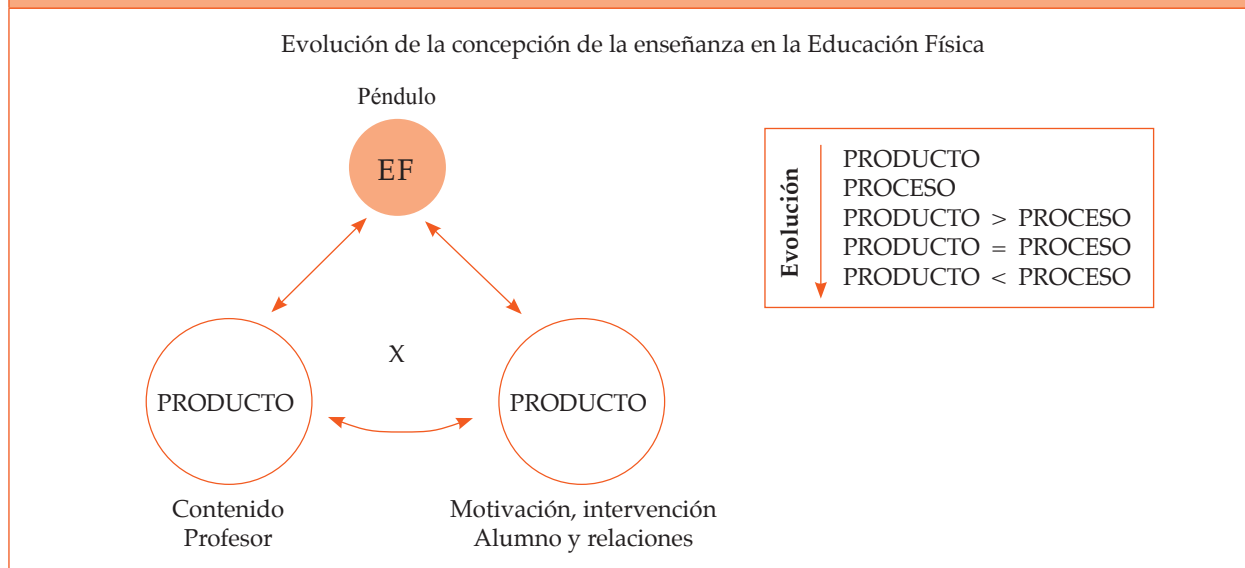 Evolución de la concepción de la enseñanza en la Educación Física
Péndulo
EF
X
PRODUCTO
PRODUCTO
Contenido
Profesor
Motivación, intervención
Alumno y relaciones
Evolución
PRODUCTO
PROCESO
PRODUCTO > PROCESO
PRODUCTO = PROCESO
PRODUCTO < PROCESO